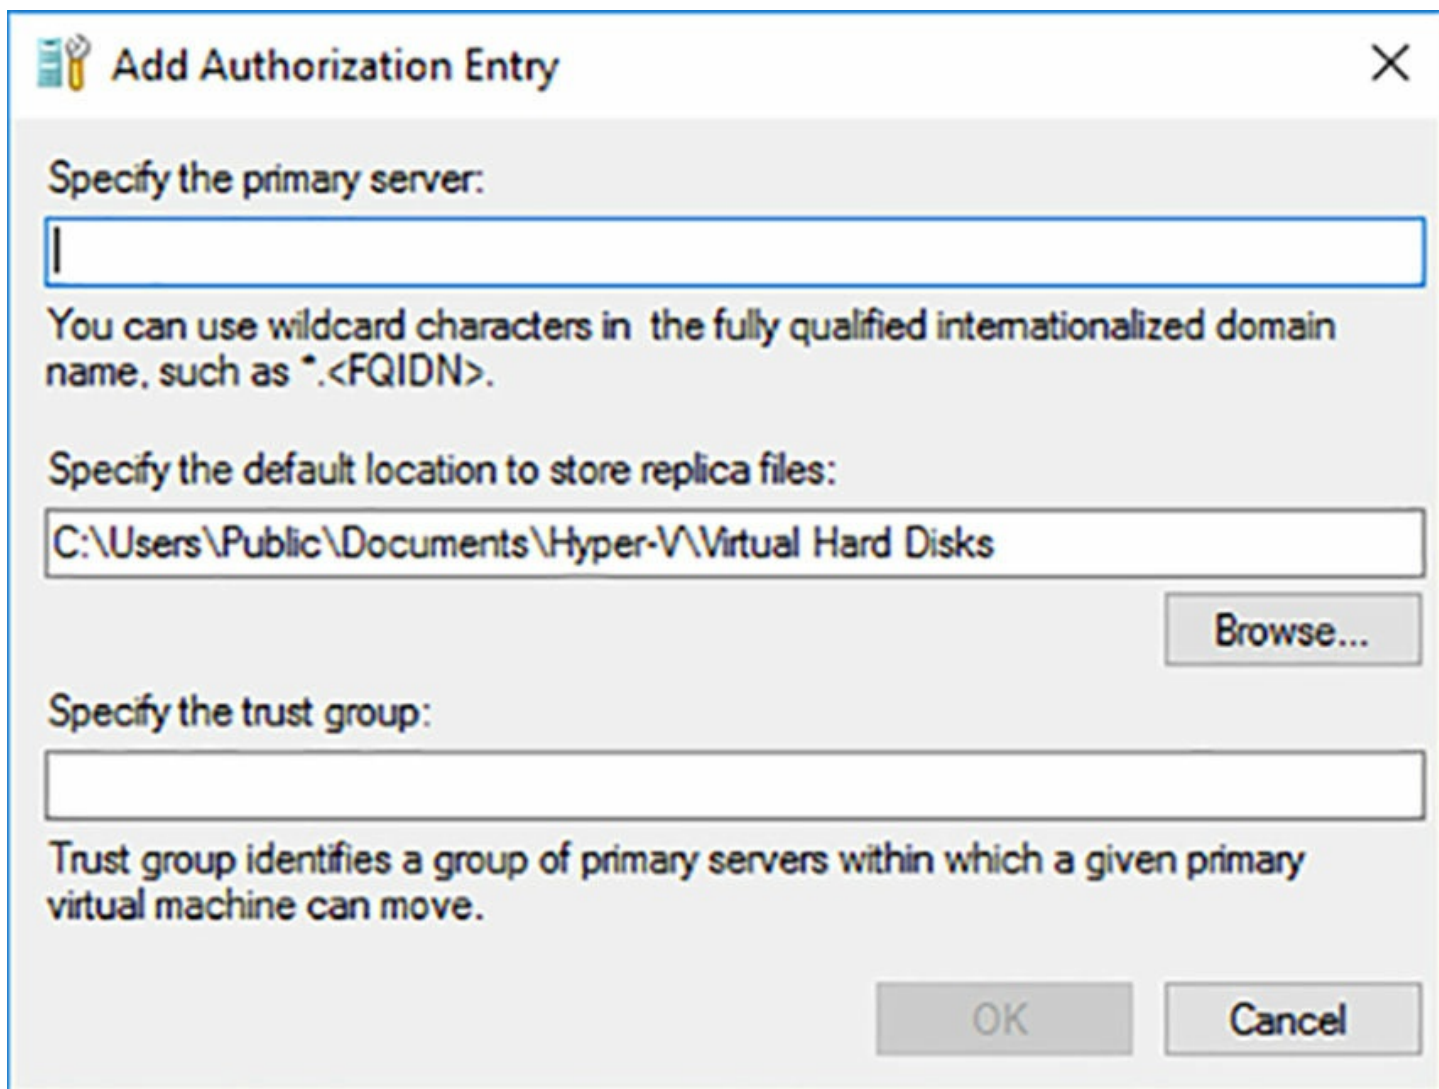 Add Authorization Entry
Specify the primary server:
You can use wildcard characters in the fully qualified internationalized domain
name, such as *.<FQIDN>.
Specify the default location to store replica files:
C:\Users\Public\Documents\Hyper-V\Virtual Hard Disks
Browse...
Specify the trust group:
Trust group identifies a group of primary servers within which a given primary
virtual machine can move.
OK
Cancel